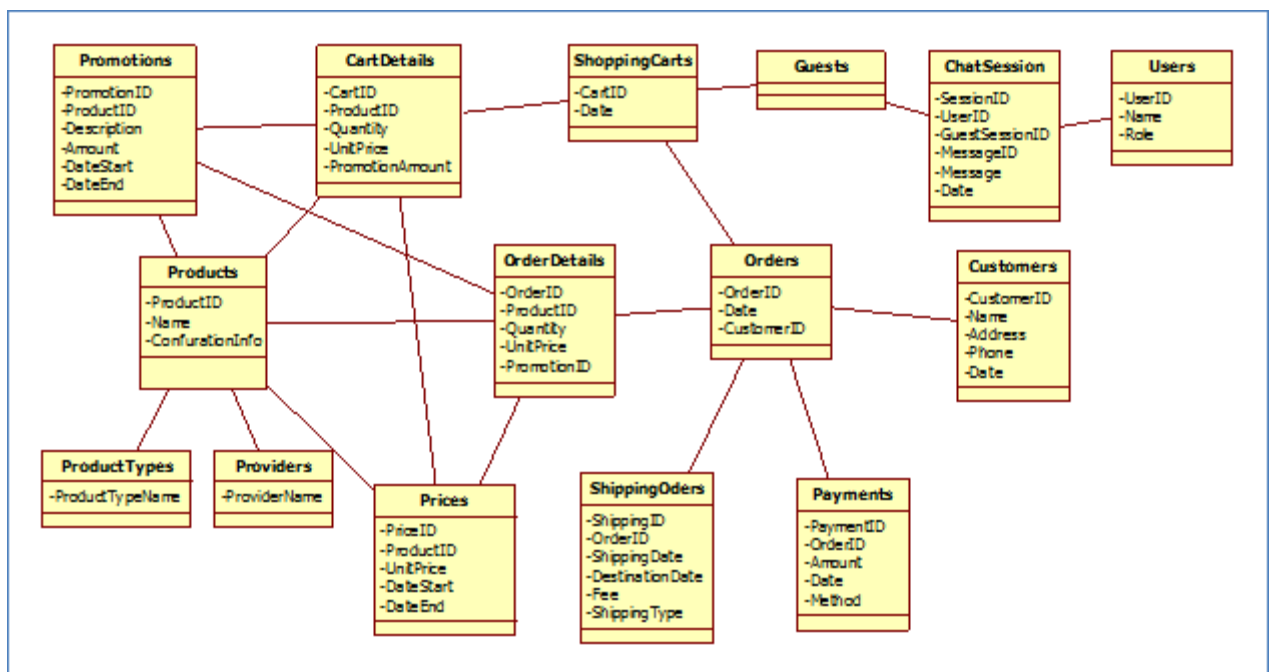 Promotions
-PromotionID
-ProductID
-Description
-Amount
-DateStart
-DateEnd
CartDetails
-CartID
-ProductID
-Quantity
-UnitPrice
-PromotionAmount
ShoppingCarts
-CartID
-Date
Guests
ChatSession
-SessionID
-UserID
-GuestSessionID
-MessageID
-Message
-Date
Users
-UserID
-Name
-Role
Products
-ProductID
-Name
-ConfurationInfo
OrderDetails
-OrderID
-ProductID
-Quantity
-UnitPrice
-PromotionID
Orders
-OrderID
-Date
-CustomerID
Customers
-CustomerID
-Name
-Address
-Phone
-Date
ProductTypes
-ProductTypeName
Providers
-ProviderName
Prices
-PriceID
-ProductID
-UnitPrice
-DateStart
-DateEnd
ShippingOders
-ShippingID
-OrderID
-ShippingDate
-DestinationDate
-Fee
-ShippingType
Payments
-PaymentID
-OrderID
-Amount
-Date
-Method